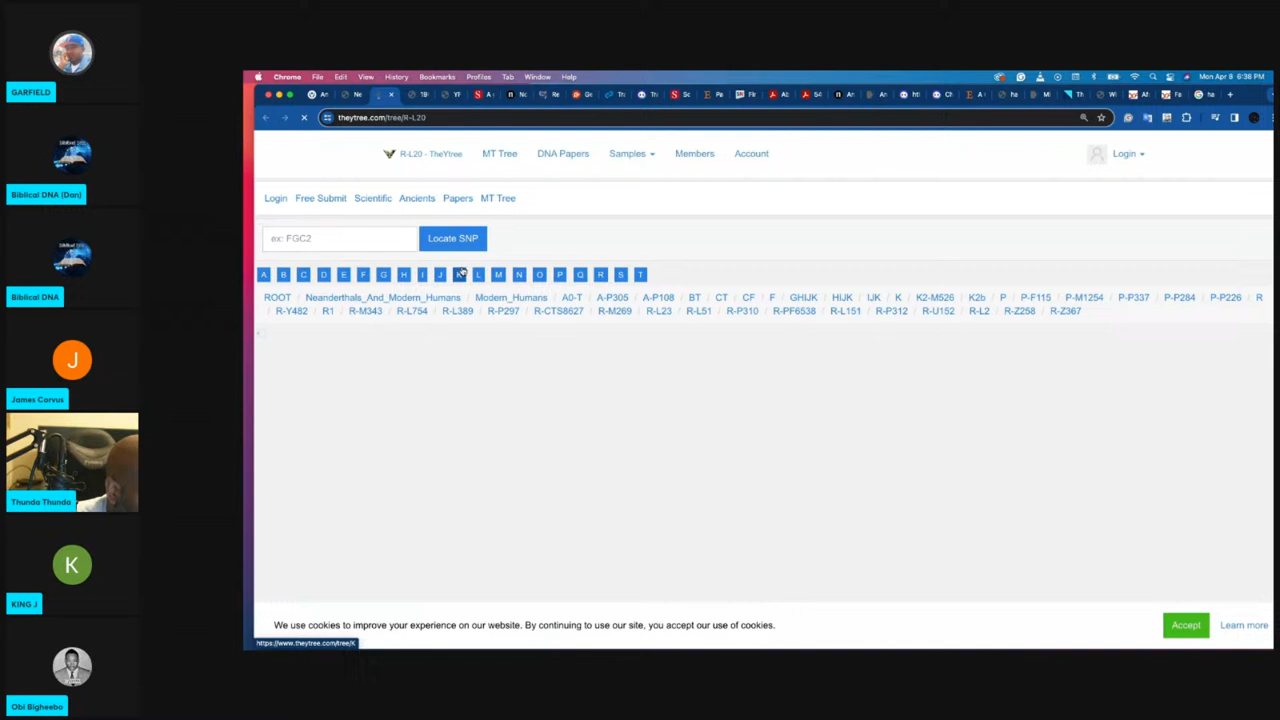 GARFIELD
Biblical DNA (Dan)
Biblical DNA
J
James Corvus
Thunda Thunda
K
KING J
Obi Bigheebo
Chrome File Edit View History Bookmarks Profiles Tab Window Help
Mon Apr 8 6:38 PM
theytree.com/tree/R-L20
R-L20 - TheYtree MT Tree DNA Papers Samples Members Account Login
Login Free Submit Scientific Ancients Papers MT Tree
ex: FGC2 Locate SNP
A B C D E F G H I J K L M N O P Q R S T
ROOT / Neanderthals_And_Modern_Humans / Modern_Humans / A0-T / A-P305 / A-P108 / BT / CT / CF / F / GHIJK / HIJK / IJK / K / K2-M526 / K2b / P / P-F115 / P-M1254 / P-P337 / P-P284 / P-P226 / R
/ R-Y482 / R1 / R-M343 / R-L754 / R-L389 / R-P297 / R-CTS8627 / R-M269 / R-L23 / R-L51 / R-P310 / R-PF6538 / R-L151 / R-P312 / R-U152 / R-L2 / R-Z258 / R-Z367
We use cookies to improve your experience on our website. By continuing to use our site, you accept our use of cookies.
Accept Learn more
https://www.theytree.com/tree/K